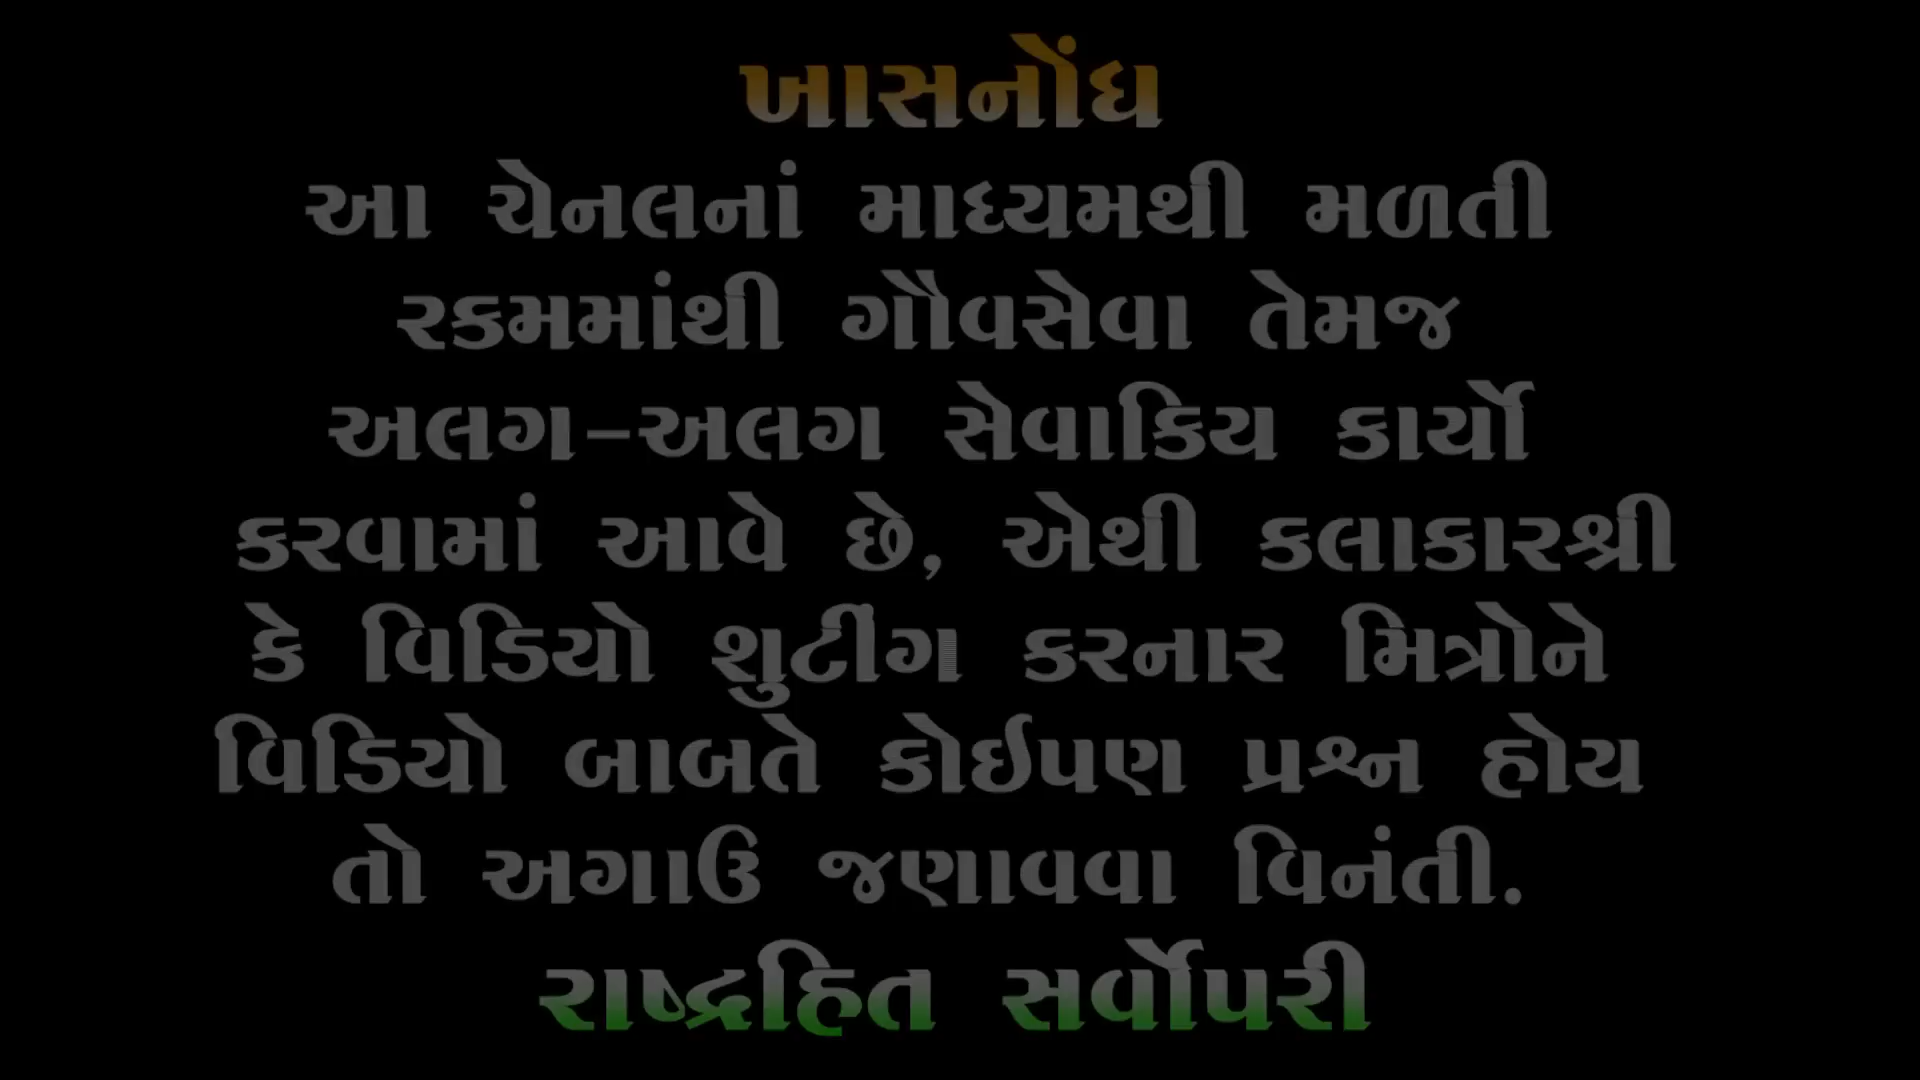 ખાસનોંધ
આ ચેનલનાં માધ્યમથી મળતી
રકમમાંથી ગૌવસેવા તેમજ
અલગ-અલગ સેવાકિય કાર્યો
કરવામાં આવે છે, એથી કલાકારશ્રી
કે વિડિયો શુટીંગ કરનાર મિત્રોને
વિડિયો બાબતે કોઈપણ પ્રશ્ન હોય
તો અગાઉ જણાવવા વિનંતી.
રાષ્ટ્રહિત સર્વોપરી